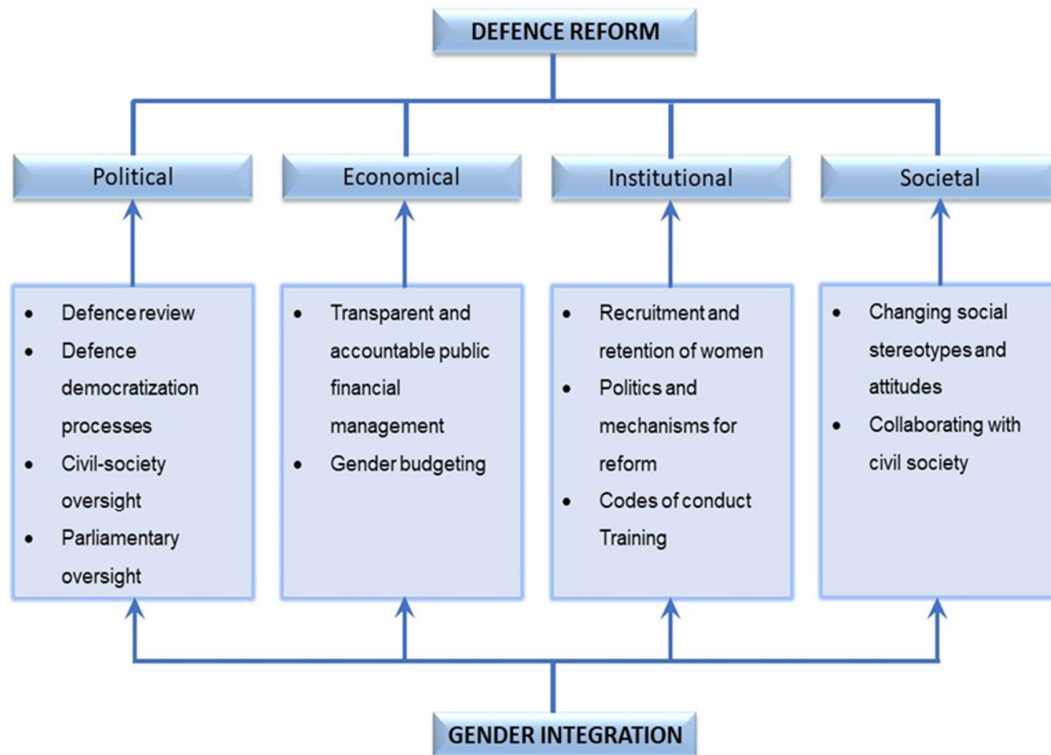 DEFENCE REFORM
Political
Economical
Institutional
Societal
• Defence review
• Defence
democratization
processes
• Civil-society
oversight
• Parliamentary
oversight
• Transparent and
accountable public
financial
management
• Gender budgeting
• Recruitment and
retention of women
• Politics and
mechanisms for
reform
• Codes of conduct
Training
• Changing social
stereotypes and
attitudes
• Collaborating with
civil society
GENDER INTEGRATION